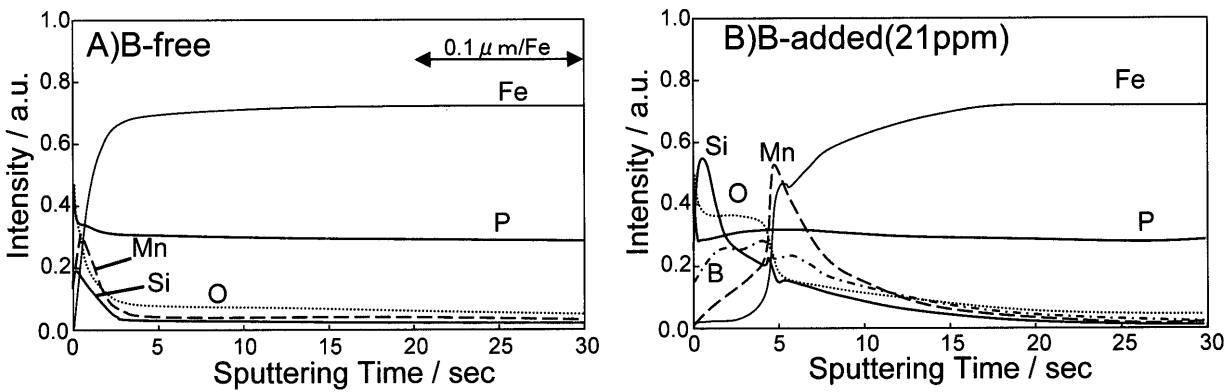 A)B-free
0.1 μm/Fe
Fe
P
Mn
Si
O
Intensity / a.u.
1.0
0.8
0.6
0.4
0.2
0.0
0 5 10 15 20 25 30
Sputtering Time / sec
B)B-added(21ppm)
Fe
Si
Mn
O
P
B
Intensity / a.u.
1.0
0.8
0.6
0.4
0.2
0.0
0 5 10 15 20 25 30
Sputtering Time / sec